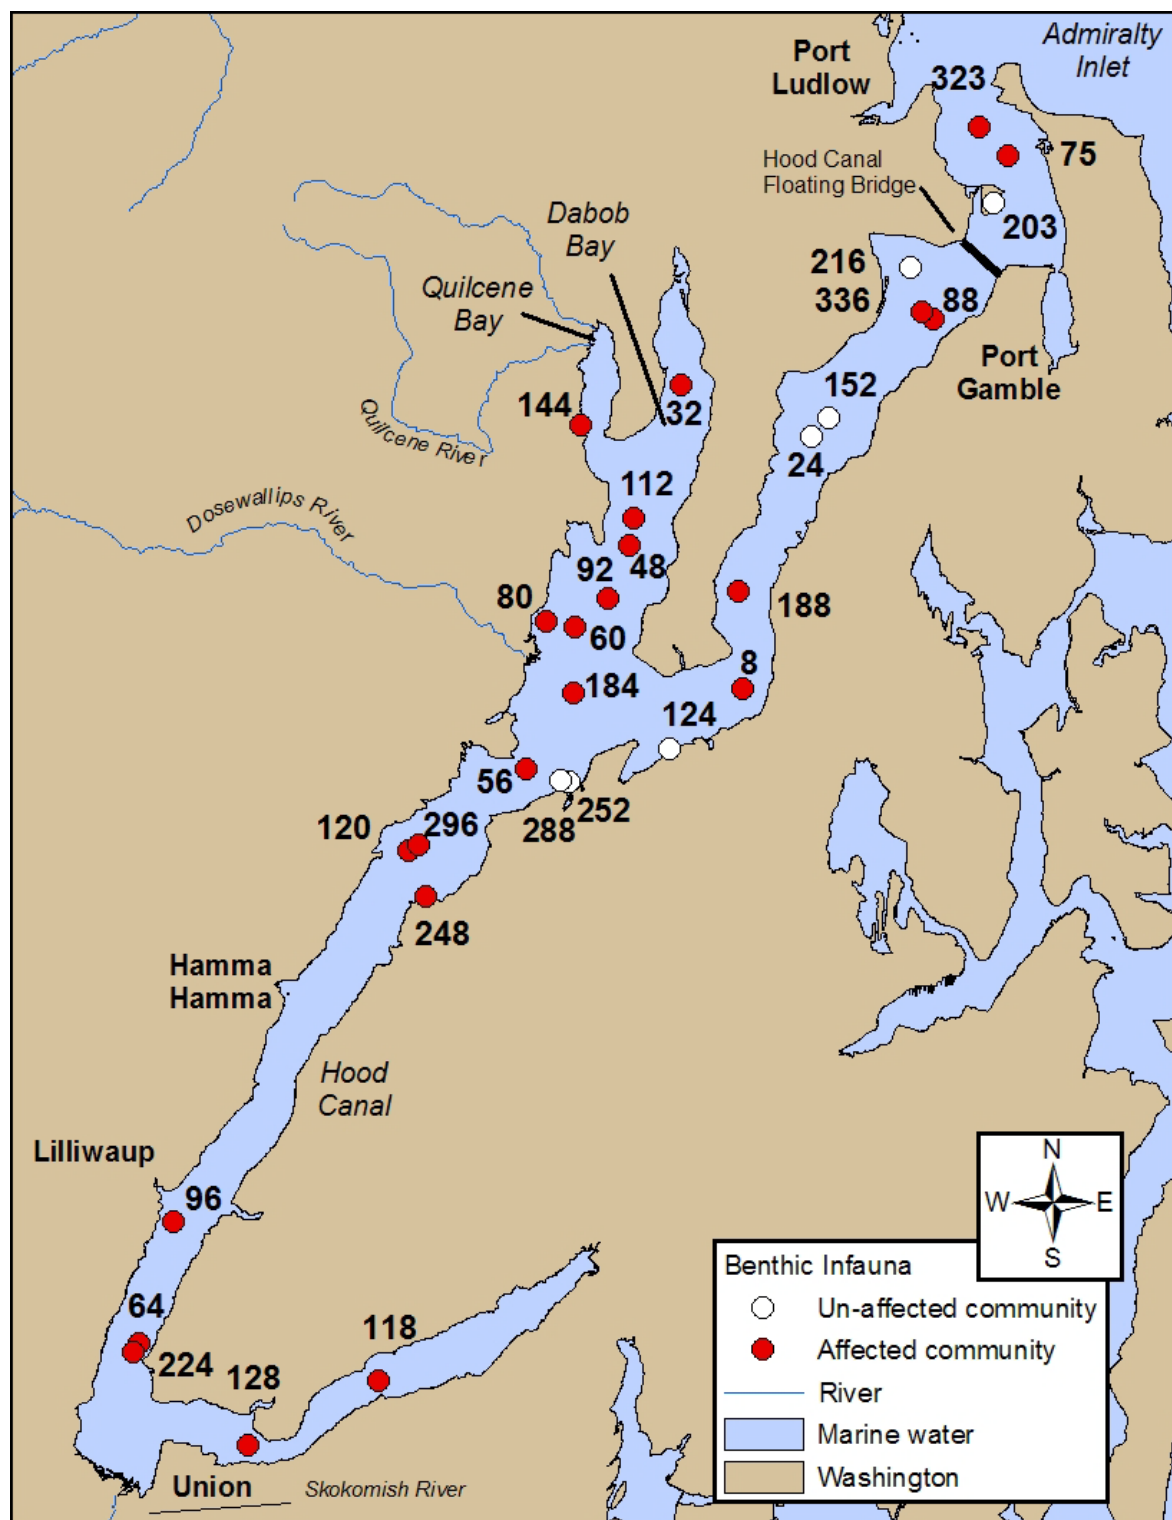 Admiralty
Inlet
Port
Ludlow
323
75
Hood Canal
Floating Bridge
203
Dabob
Bay
216
Quilcene
Bay
336
88
Port
Gamble
152
144
32
Quilcene River
24
112
Dosewallips River
48
92
80
188
60
8
184
124
56
252
288
296
120
248
Hamma
Hamma
Hood
Canal
Lilliwaup
96
64
224
118
128
Union
Skokomish River
N
W
E
S
Benthic Infauna
Un-affected community
Affected community
River
Marine water
Washington